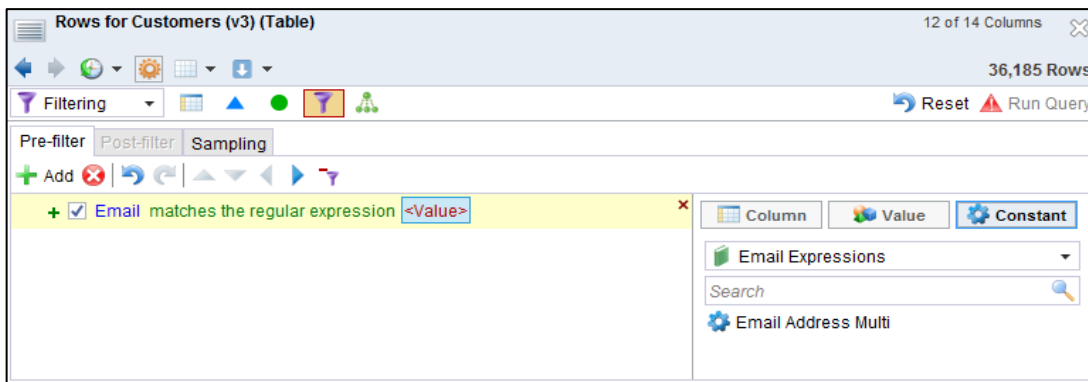 Rows for Customers (v3) (Table)
12 of 14 Columns
36,185 Rows
Filtering
Reset
Run Query
Pre-filter Post-filter Sampling
Add
Email matches the regular expression <Value>
Column Value Constant
Email Expressions
Search
Email Address Multi